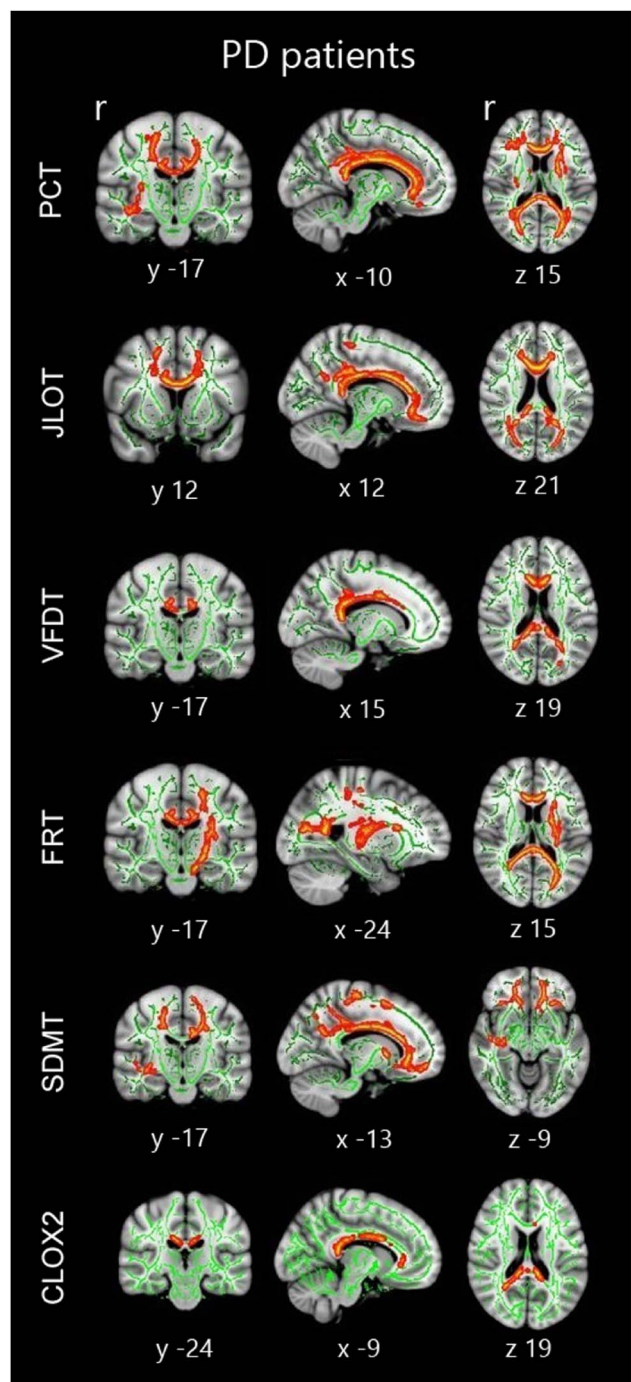 PD patients
r r
PCT
y -17 x -10 z 15
JLOT
y 12 x 12 z 21
VFDT
y -17 x 15 z 19
FRT
y -17 x -24 z 15
SDMT
y -17 x -13 z -9
CLOX2
y -24 x -9 z 19